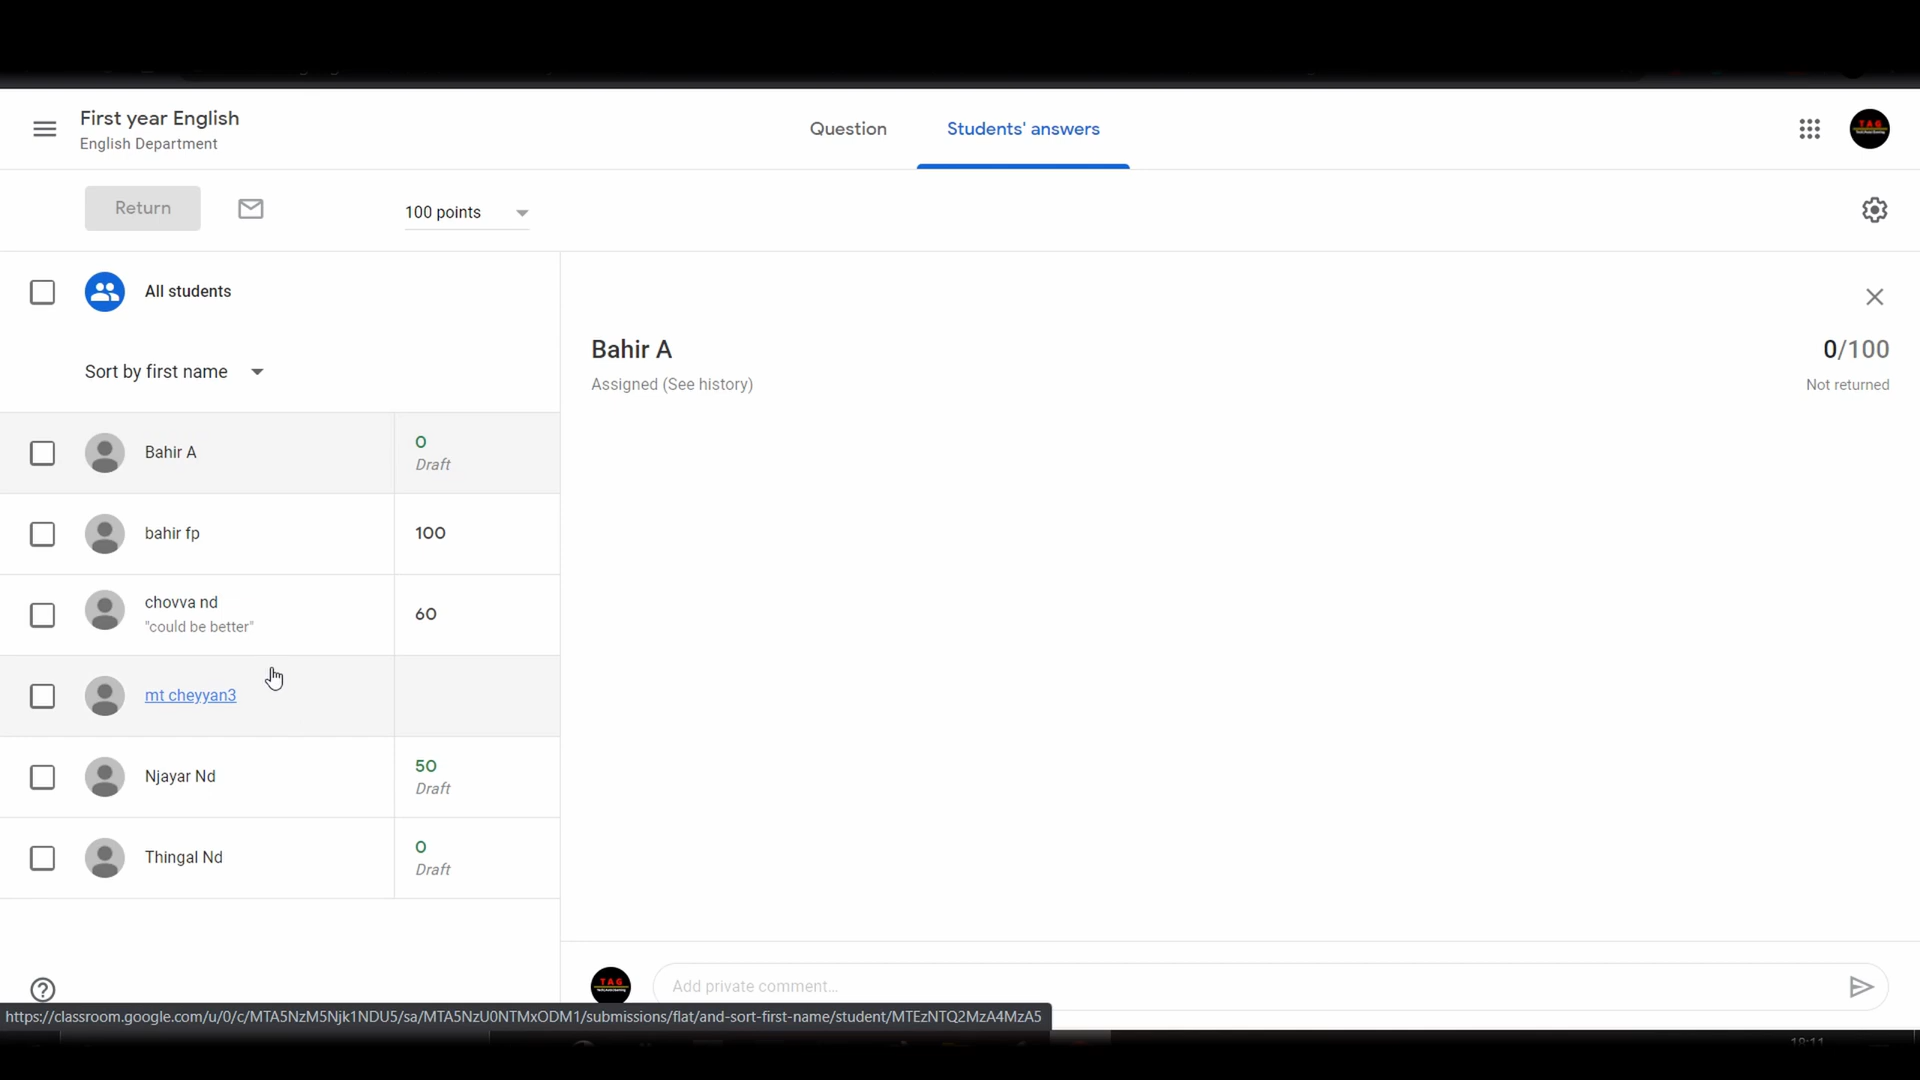 First year English
English Department
Question
Students' answers
Return
100 points
All students
Sort by first name
Bahir A
0
Draft
bahir fp
100
chovva nd
"could be better"
60
mt cheyyan3
Njayar Nd
50
Draft
Thingal Nd
0
Draft
Bahir A
0/100
Assigned (See history)
Not returned
TAG
Add private comment...
https://classroom.google.com/u/0/c/MTA5NzM5Njk1NDU5/sa/MTA5NzU0NTMxODM1/submissions/flat/and-sort-first-name/student/MTEzNTQ2MzA4MzA5
18:11